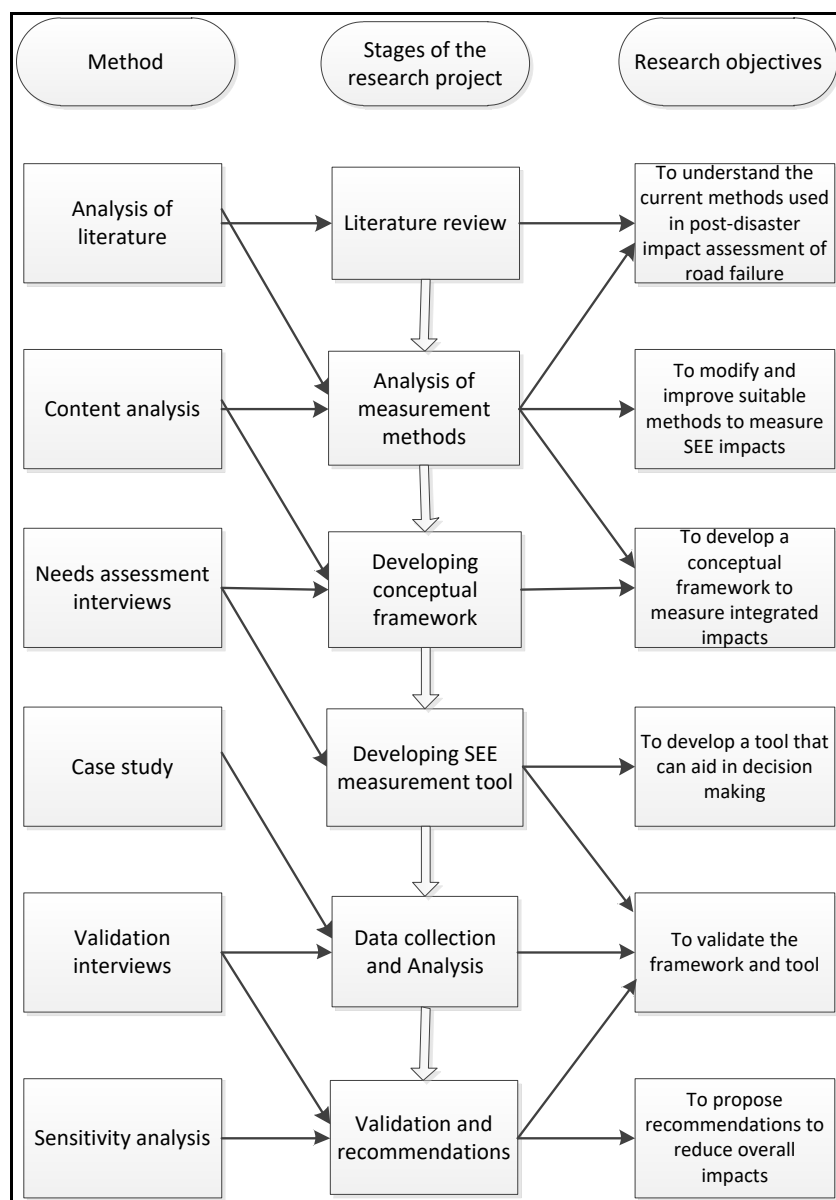 Method
Stages of the
research project
Research objectives
Analysis of
literature
Literature review
To understand the
current methods used
in post-disaster
impact assessment of
road failure
Content analysis
Analysis of
measurement
methods
To modify and
improve suitable
methods to measure
SEE impacts
Needs assessment
interviews
Developing
conceptual
framework
To develop a
conceptual
framework to
measure integrated
impacts
Case study
Developing SEE
measurement tool
To develop a tool that
can aid in decision
making
Validation
interviews
Data collection
and Analysis
To validate the
framework and tool
Sensitivity analysis
Validation and
recommendations
To propose
recommendations to
reduce overall
impacts